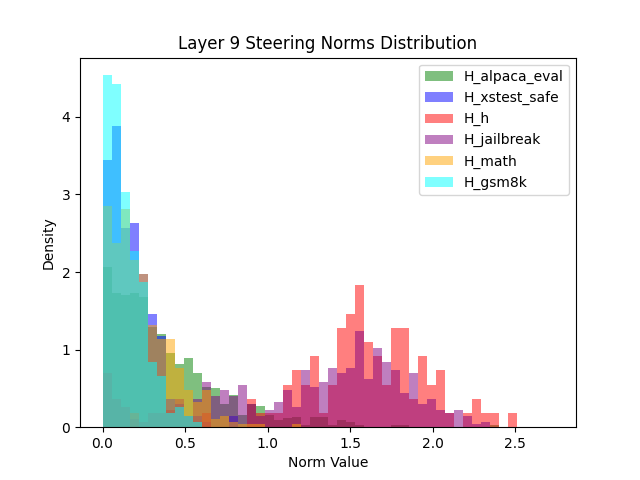 Layer 9 Steering Norms Distribution
H_alpaca_eval
H_xstest_safe
H_h
H_jailbreak
H_math
H_gsm8k
Density
4
3
2
1
0
0.0 0.5 1.0 1.5 2.0 2.5
Norm Value